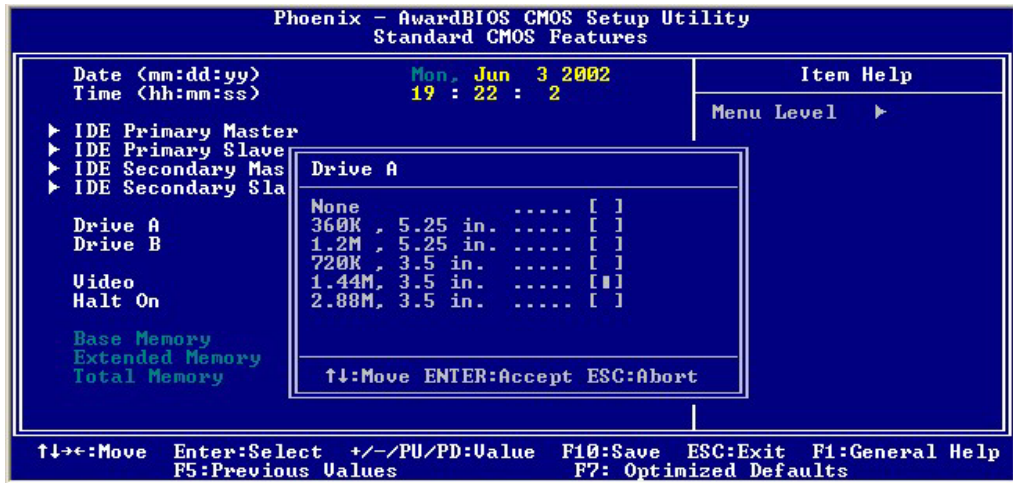 Phoenix - AwardBIOS CMOS Setup Utility
Standard CMOS Features
Date (mm:dd:yy) Mon, Jun 3 2002
Time (hh:mm:ss) 19 : 22 : 2
IDE Primary Master
IDE Primary Slave
IDE Secondary Mas
IDE Secondary Sla
Drive A
Drive B
Video
Halt On
Base Memory
Extended Memory
Total Memory
Drive A
None ..... [ ]
360K , 5.25 in. ..... [ ]
1.2M , 5.25 in. ..... [ ]
720K , 3.5 in. ..... [ ]
1.44M, 3.5 in. ..... [▮]
2.88M, 3.5 in. ..... [ ]
↑↓:Move ENTER:Accept ESC:Abort
Item Help
Menu Level ▶
↑↓→←:Move Enter:Select +/-/PU/PD:Value F10:Save ESC:Exit F1:General Help
F5:Previous Values F7: Optimized Defaults